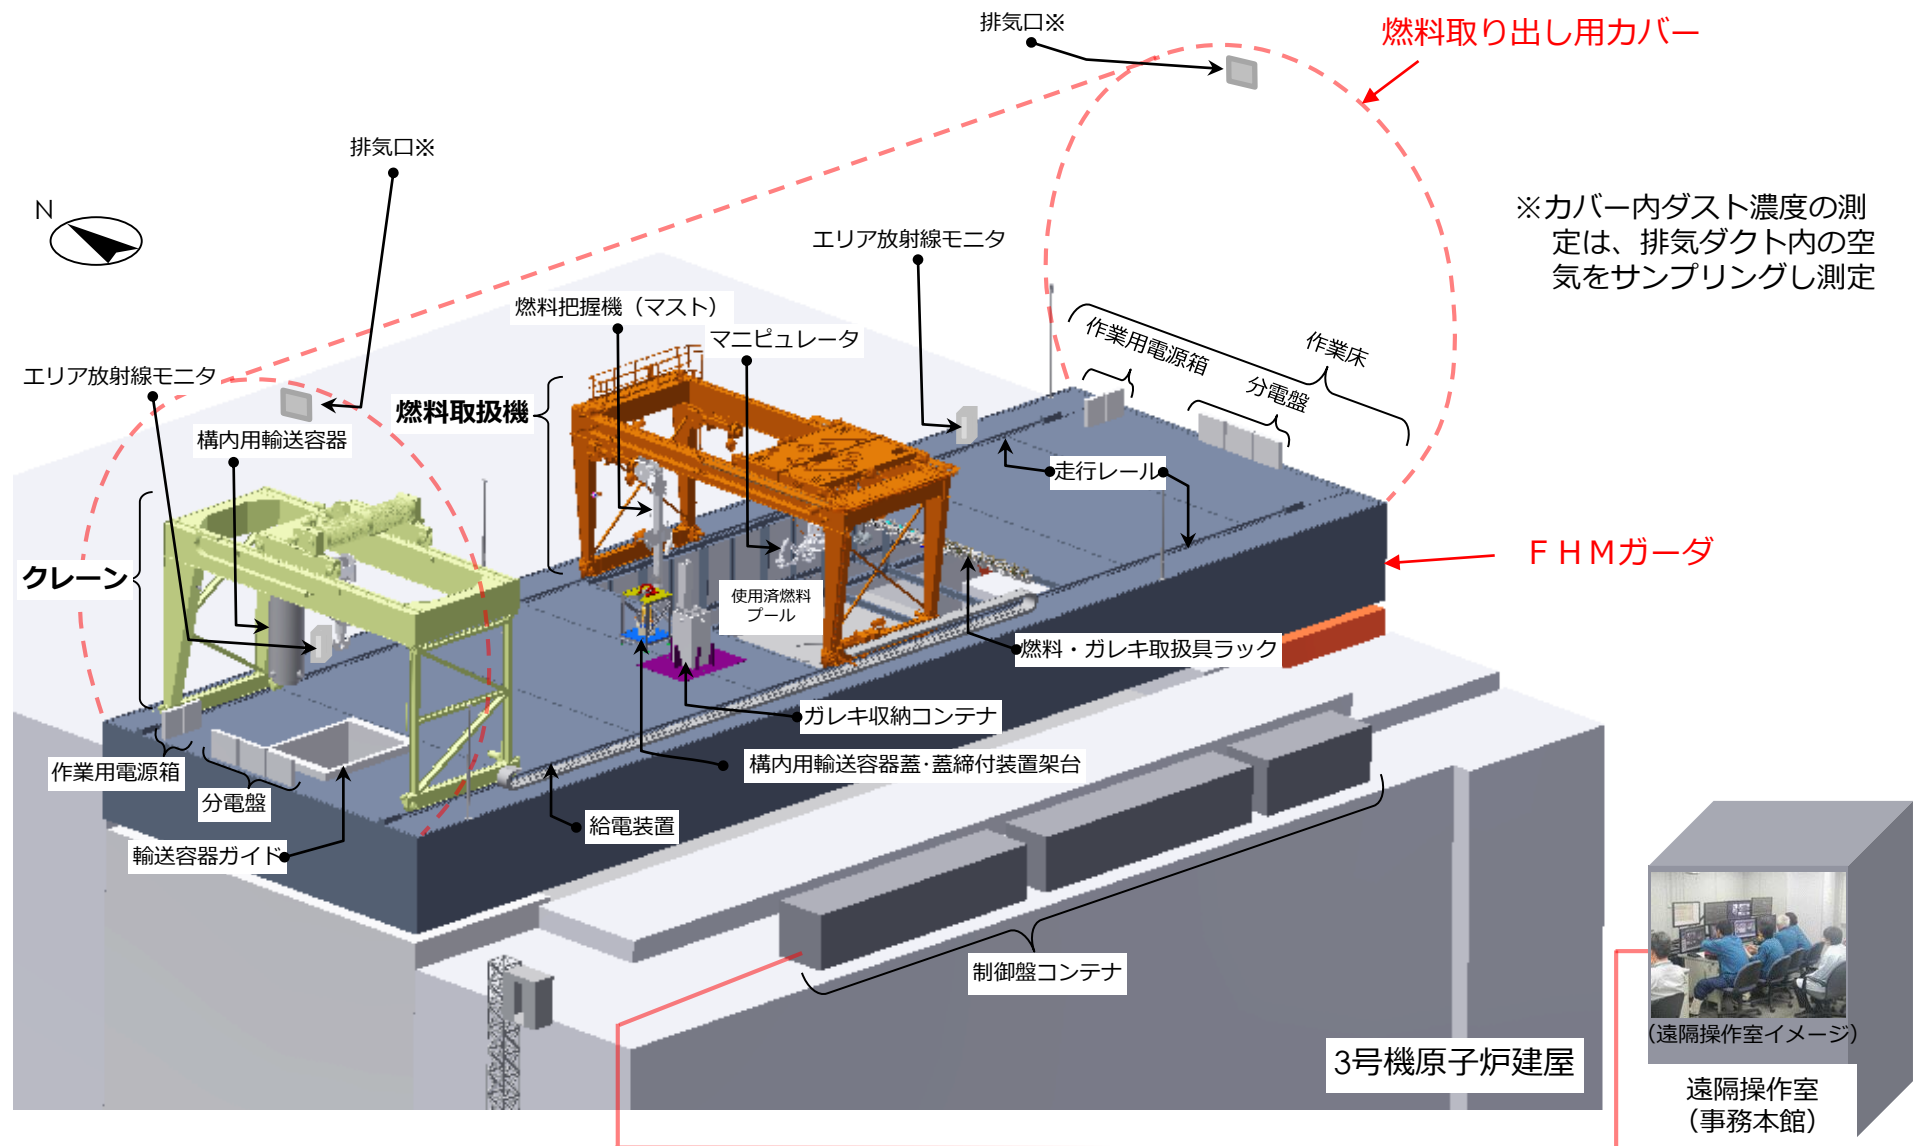 排気口※
燃料取り出し用カバー
排気口※
N
※カバー内ダスト濃度の測
定は、排気ダクト内の空
気をサンプリングし測定
エリア放射線モニタ
燃料把握機（マスト）
マニピュレータ
作業用電源箱
作業床
分電盤
エリア放射線モニタ
燃料取扱機
構内用輸送容器
走行レール
クレーン
ＦＨＭガーダ
使用済燃料
プール
燃料・ガレキ取扱具ラック
ガレキ収納コンテナ
構内用輸送容器蓋･蓋締付装置架台
作業用電源箱
分電盤
給電装置
輸送容器ガイド
制御盤コンテナ
3号機原子炉建屋
（遠隔操作室イメージ）
遠隔操作室
（事務本館）